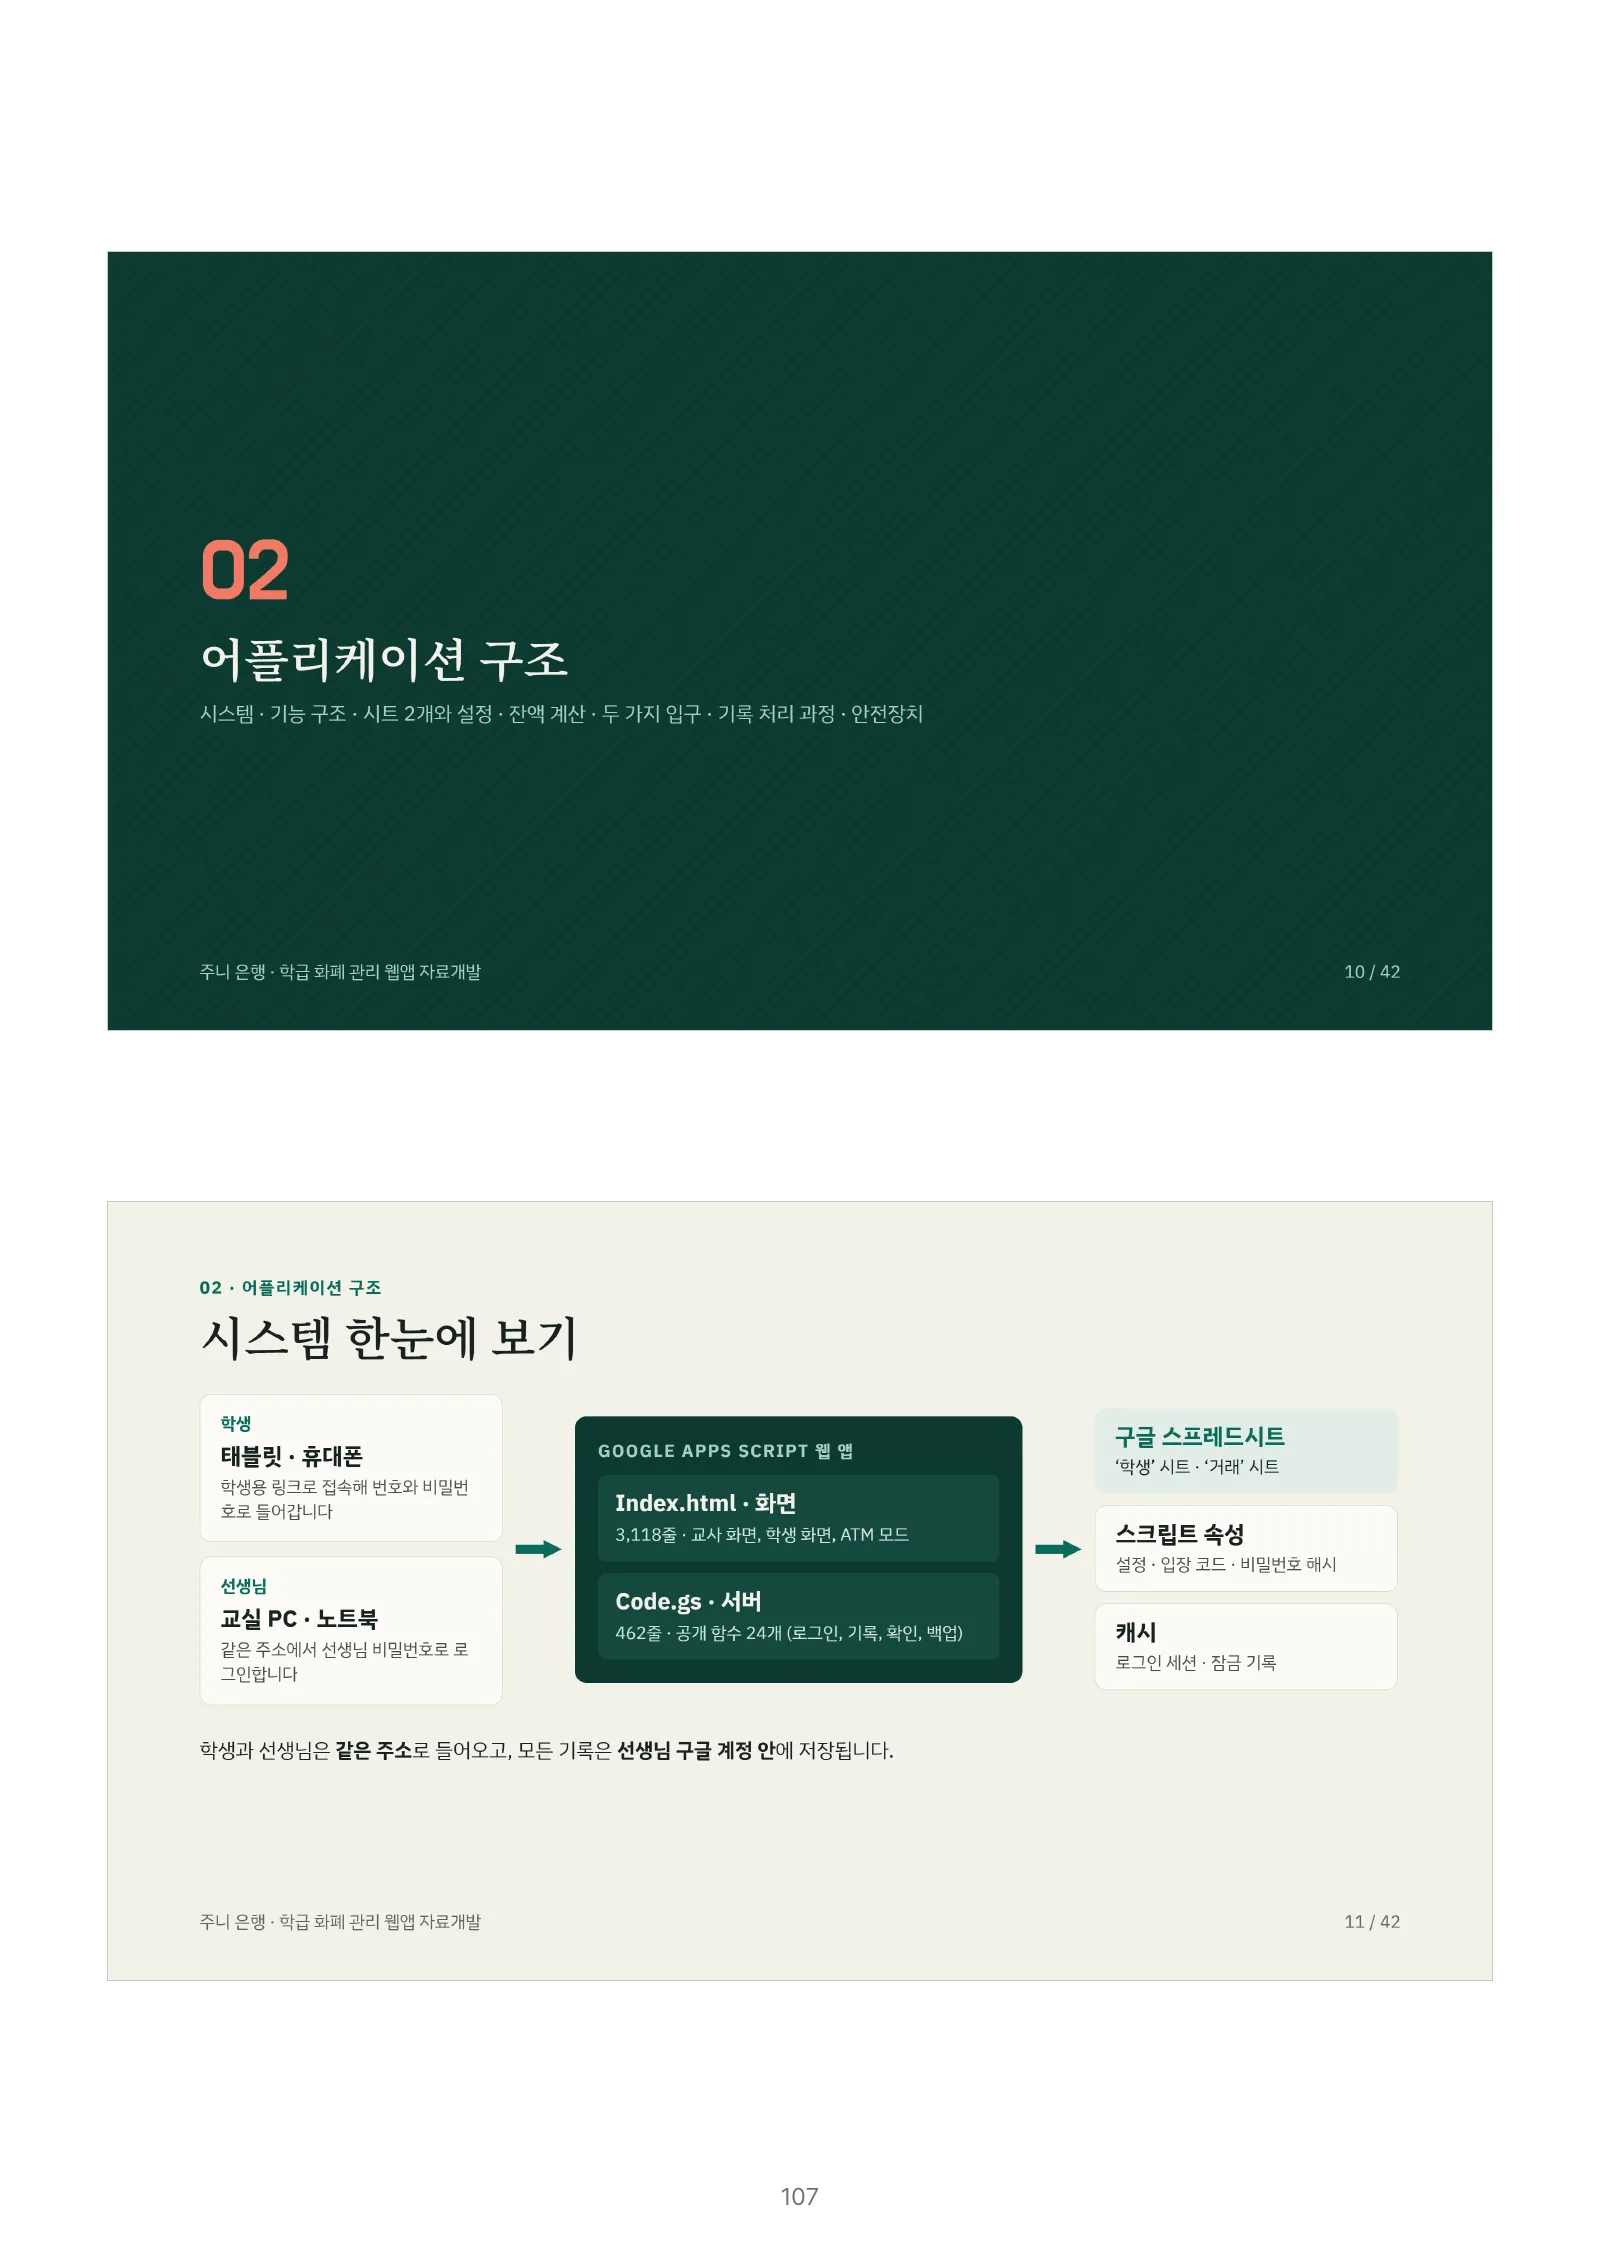 02
어플리케이션 구조
시스템 · 기능 구조 · 시트 2개와 설정 · 잔액 계산 · 두 가지 입구 · 기록 처리 과정 · 안전장치
주니 은행 · 학급 화폐 관리 웹앱 자료개발
10 / 42
02 · 어플리케이션 구조
시스템 한눈에 보기
학생
태블릿 · 휴대폰
학생용 링크로 접속해 번호와 비밀번
호로 들어갑니다
선생님
교실 PC · 노트북
같은 주소에서 선생님 비밀번호로 로
그인합니다
GOOGLE APPS SCRIPT 웹 앱
Index.html · 화면
3,118줄 · 교사 화면, 학생 화면, ATM 모드
Code.gs · 서버
462줄 · 공개 함수 24개 (로그인, 기록, 확인, 백업)
구글 스프레드시트
‘학생’ 시트 · ‘거래’ 시트
스크립트 속성
설정 · 입장 코드 · 비밀번호 해시
캐시
로그인 세션 · 잠금 기록
학생과 선생님은 같은 주소로 들어오고, 모든 기록은 선생님 구글 계정 안에 저장됩니다.
주니 은행 · 학급 화폐 관리 웹앱 자료개발
11 / 42
107